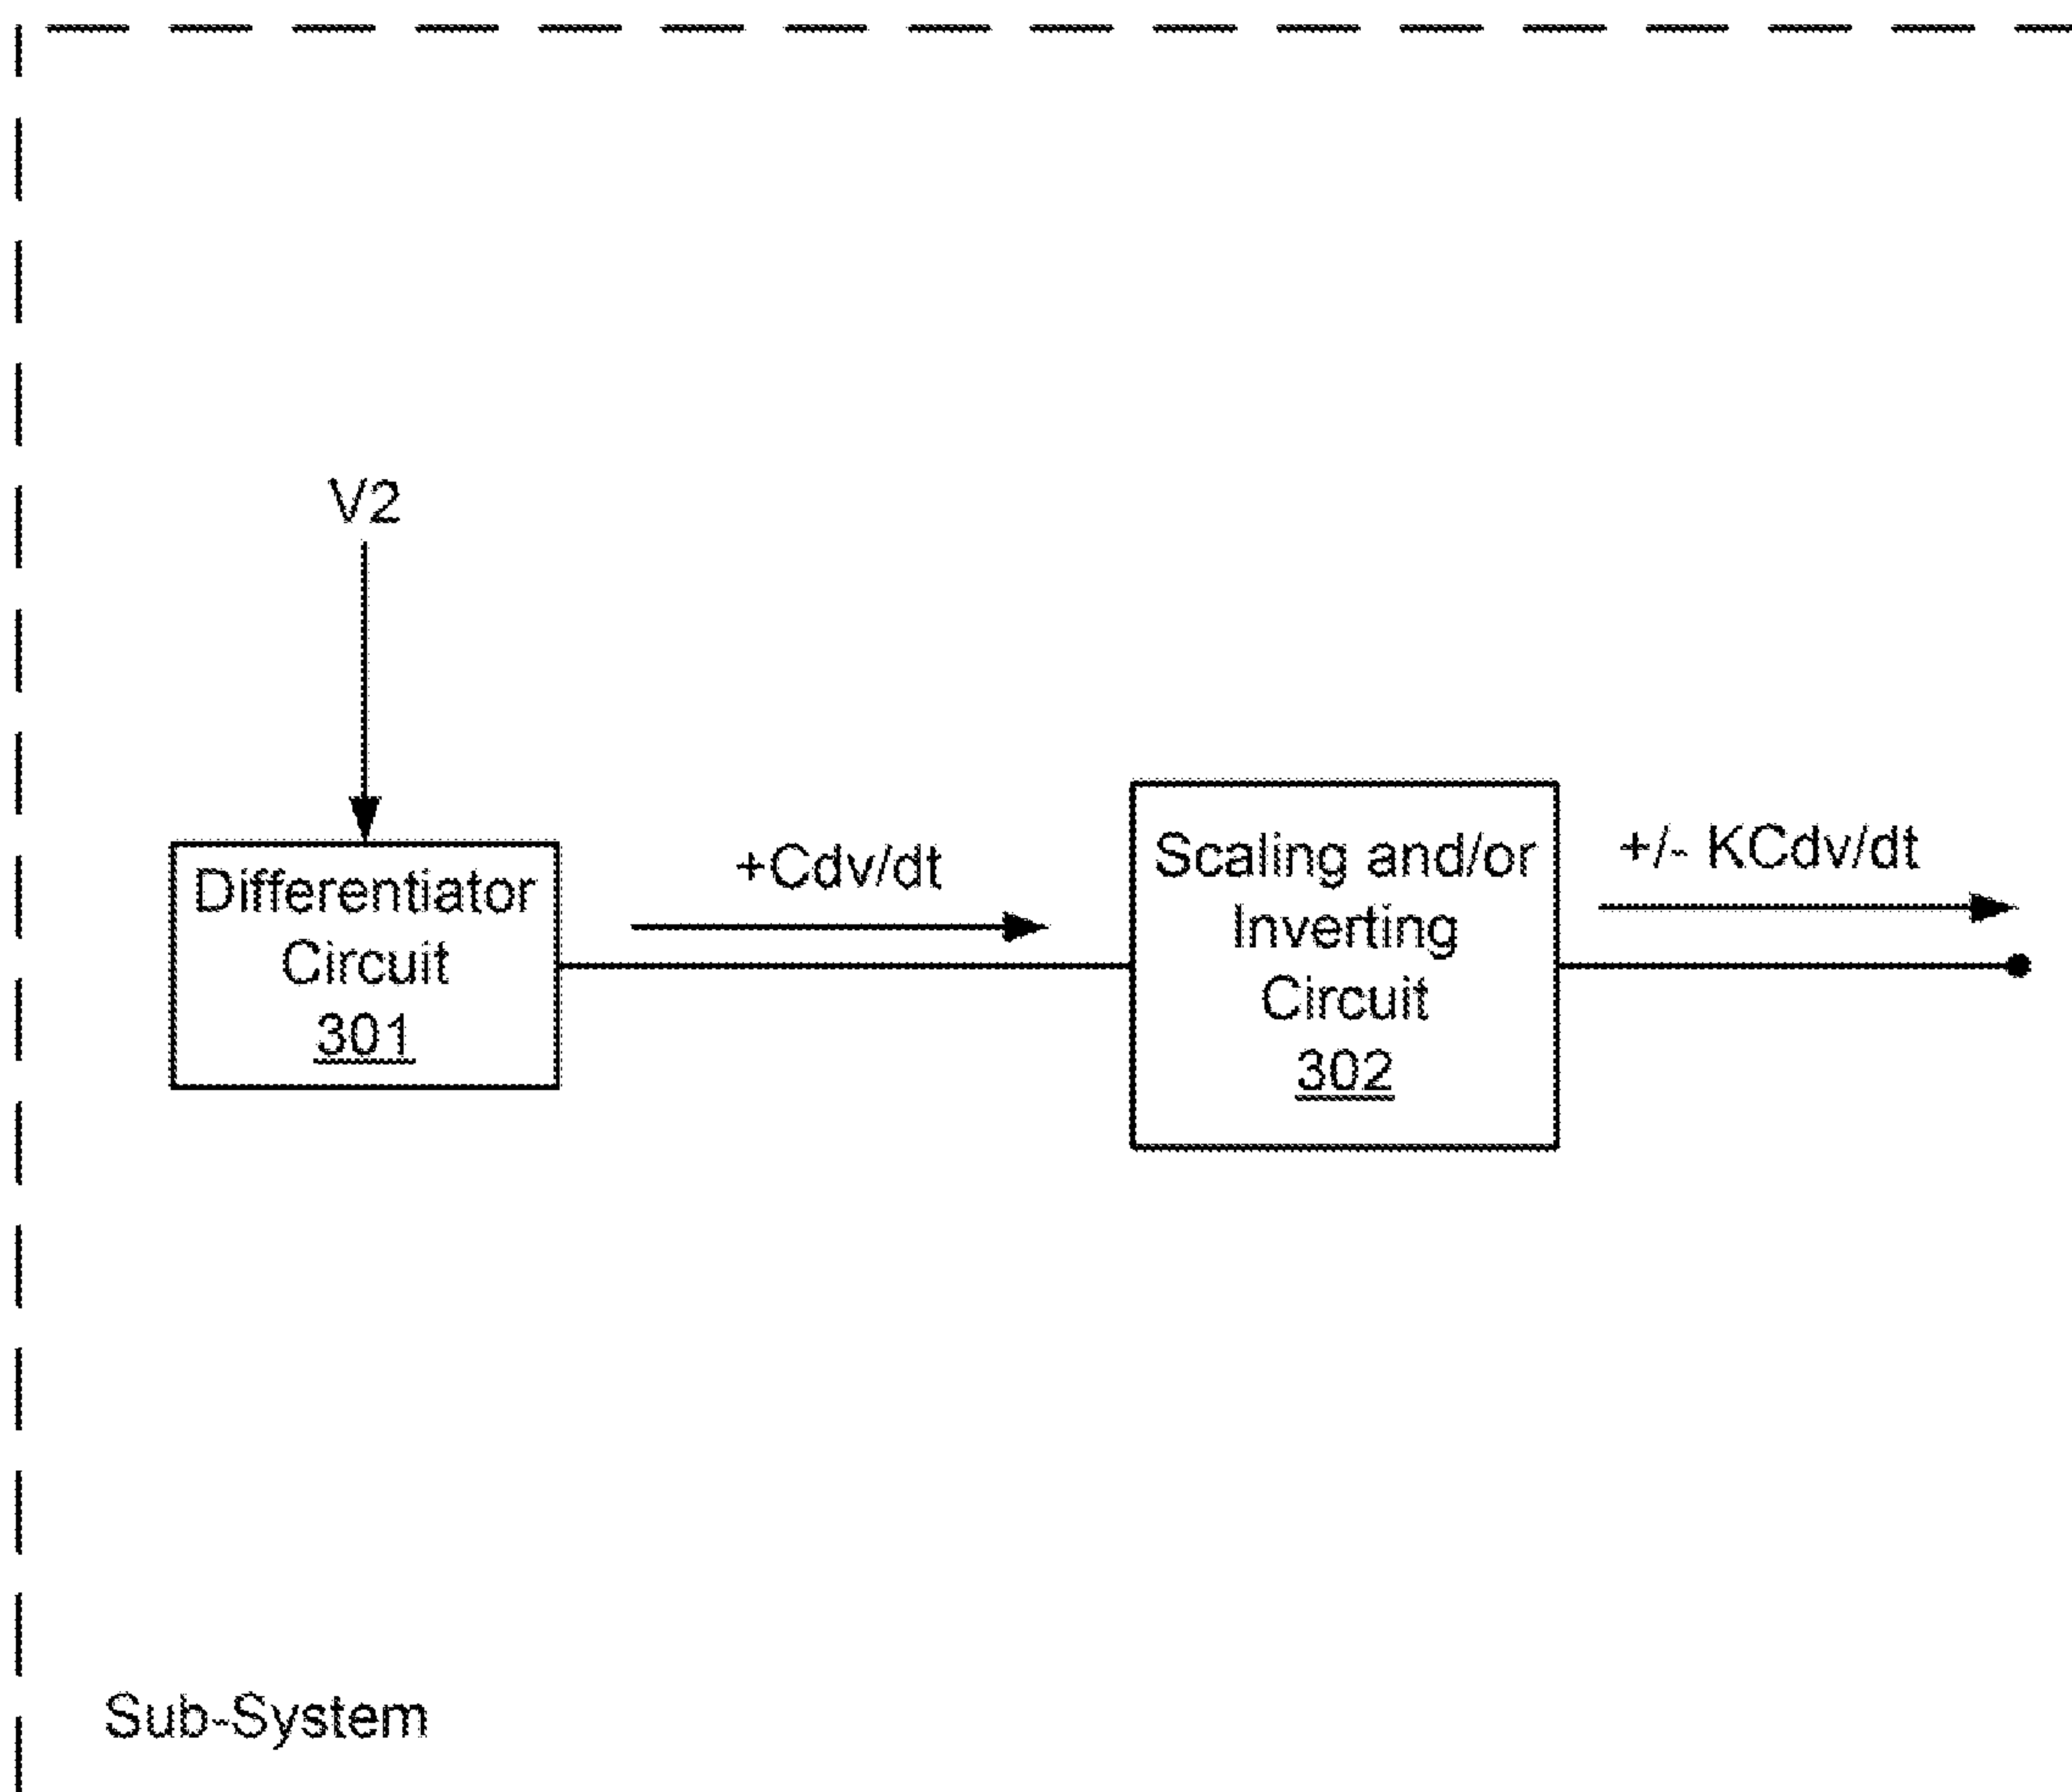 V2
Differentiator
Circuit
301
+Cdv/dt
Scaling and/or
Inverting
Circuit
302
+/- KCdv/dt
Sub-System